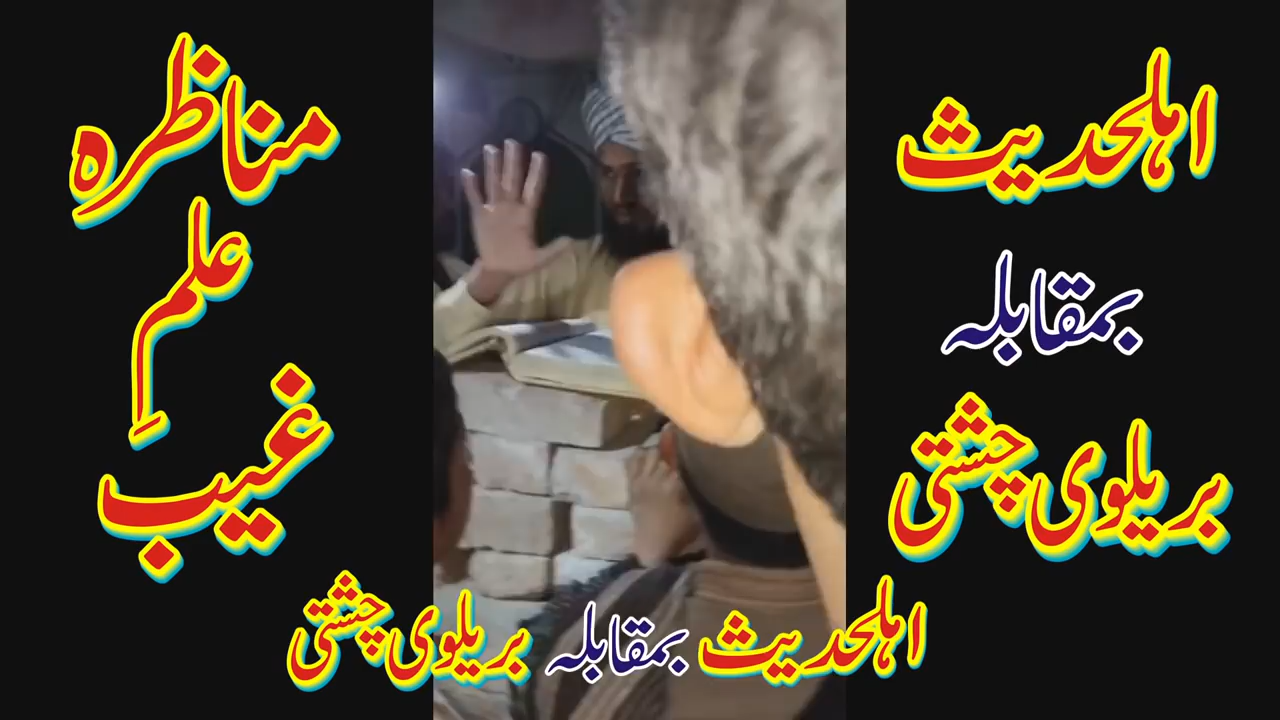 اہلحدیث
بمقابلہ
بریلوی چشتی
مناظرہ
علمِ
غیب
اہلحدیث بمقابلہ بریلوی چشتی